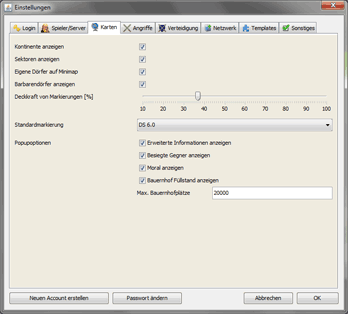 Einstellungen
Login
Spieler/Server
Karten
Angriffe
Verteidigung
Netzwerk
Templates
Sonstiges
Kontinente anzeigen
Sektoren anzeigen
Eigene Dörfer auf Minimap
Barbarendörfer anzeigen
Deckkraft von Markierungen [%]
10 20 30 40 50 60 70 80 90 100
Standardmarkierung DS 6.0
Popupoptionen Erweiterte Informationen anzeigen
Besiegte Gegner anzeigen
Moral anzeigen
Bauernhof Füllstand anzeigen
Max. Bauernhofplätze 20000
Neuen Account erstellen Passwort ändern Abbrechen OK